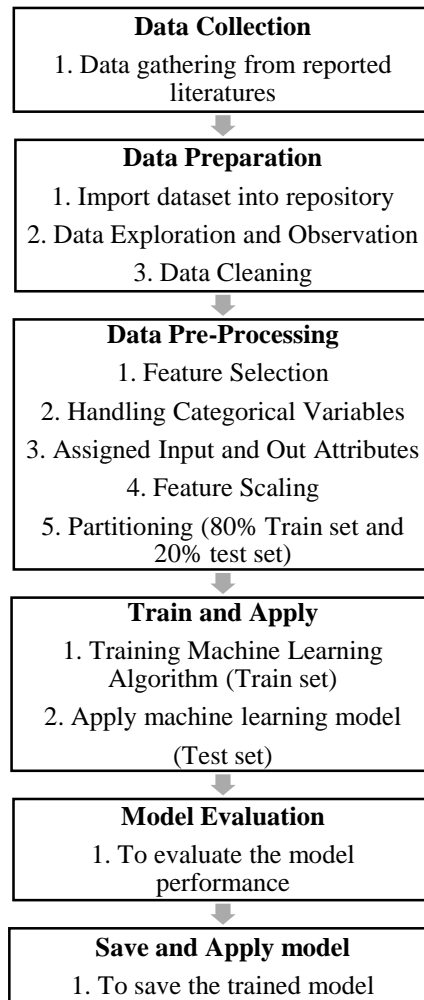 Data Collection
1. Data gathering from reported
literatures
Data Preparation
1. Import dataset into repository
2. Data Exploration and Observation
3. Data Cleaning
Data Pre-Processing
1. Feature Selection
2. Handling Categorical Variables
3. Assigned Input and Out Attributes
4. Feature Scaling
5. Partitioning (80% Train set and
20% test set)
Train and Apply
1. Training Machine Learning
Algorithm (Train set)
2. Apply machine learning model
(Test set)
Model Evaluation
1. To evaluate the model
performance
Save and Apply model
1. To save the trained model